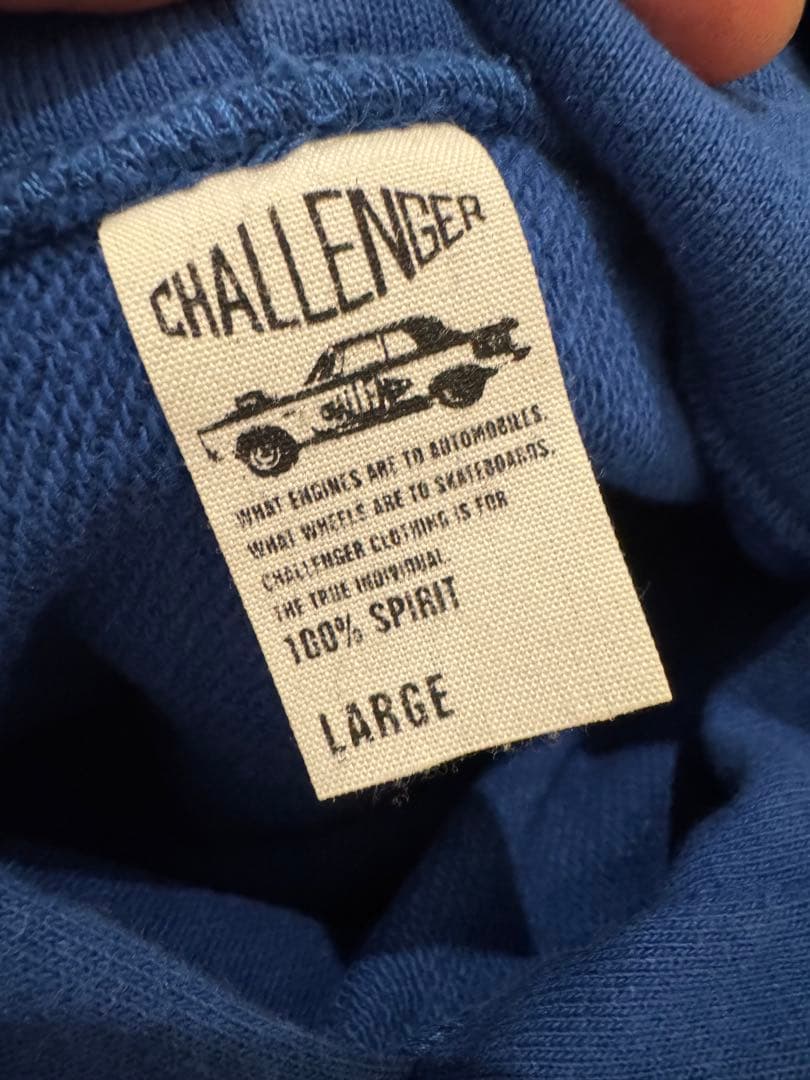 CHALLENGER
WHAT ENGINES ARE TO AUTOMOBILES.
WHAT WHEELS ARE TO SKATEBOARDS.
CHALLENGER CLOTHING IS FOR
THE TRUE INDIVIDUAL
100% SPIRIT
LARGE